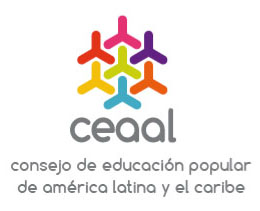 ceaal
consejo de educación popular
de américa latina y el caribe